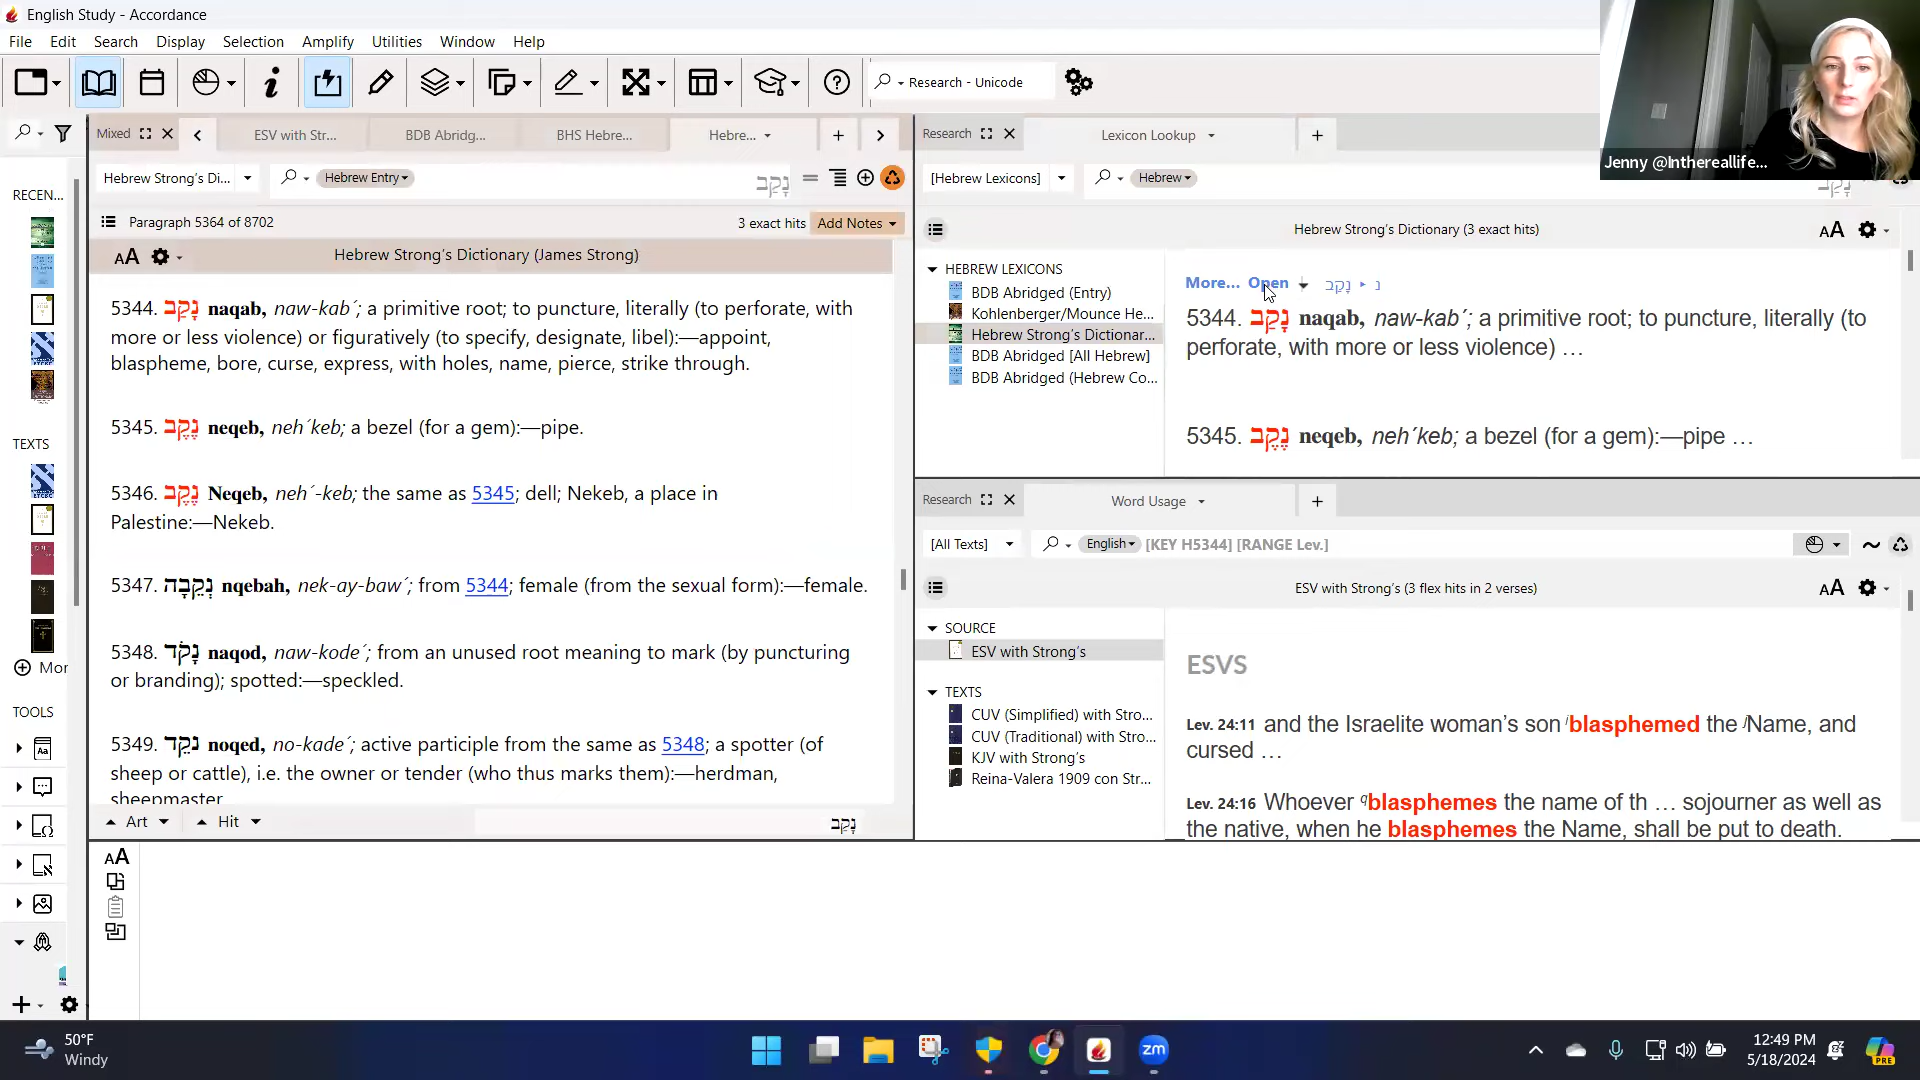 English Study - Accordance
File Edit Search Display Selection Amplify Utilities Window Help
Research - Unicode
Jenny @Inthereallife...
Mixed
ESV with Str...
BDB Abridg...
BHS Hebre...
Hebre...
Hebrew Strong's Di...
Hebrew Entry
נָקַב
Paragraph 5364 of 8702
3 exact hits
Add Notes
AA
Hebrew Strong's Dictionary (James Strong)
5344. נָקַב naqab, naw-kab´; a primitive root; to puncture, literally (to perforate, with
more or less violence) or figuratively (to specify, designate, libel):—appoint,
blaspheme, bore, curse, express, with holes, name, pierce, strike through.
5345. נֶקֶב neqeb, neh´keb; a bezel (for a gem):—pipe.
5346. נֶקֶב Neqeb, neh´-keb; the same as 5345; dell; Nekeb, a place in
Palestine:—Nekeb.
5347. נְקֵבָה nqebah, nek-ay-baw´; from 5344; female (from the sexual form):—female.
5348. נָקֹד naqod, naw-kode´; from an unused root meaning to mark (by puncturing
or branding); spotted:—speckled.
5349. נֹקֵד noqed, no-kade´; active participle from the same as 5348; a spotter (of
sheep or cattle), i.e. the owner or tender (who thus marks them):—herdman,
sheepmaster
Art
Hit
נָקַב
RECEN...
TEXTS
Mor
TOOLS
Research
Lexicon Lookup
[Hebrew Lexicons]
Hebrew
נָקַב
Hebrew Strong's Dictionary (3 exact hits)
AA
HEBREW LEXICONS
BDB Abridged (Entry)
Kohlenberger/Mounce He...
Hebrew Strong's Dictionar...
BDB Abridged [All Hebrew]
BDB Abridged (Hebrew Co...
More... Open נ ‣ נָקַב
5344. נָקַב naqab, naw-kab´; a primitive root; to puncture, literally (to
perforate, with more or less violence) …
5345. נֶקֶב neqeb, neh´keb; a bezel (for a gem):—pipe …
Research
Word Usage
[All Texts]
English
[KEY H5344] [RANGE Lev.]
ESV with Strong's (3 flex hits in 2 verses)
AA
SOURCE
ESV with Strong's
TEXTS
CUV (Simplified) with Stro...
CUV (Traditional) with Stro...
KJV with Strong's
Reina-Valera 1909 con Str...
ESVS
Lev. 24:11 and the Israelite woman's son iblasphemed the jName, and
cursed …
Lev. 24:16 Whoever qblasphemes the name of th … sojourner as well as
the native, when he blasphemes the Name, shall be put to death.
AA
50°F
Windy
zm
12:49 PM
5/18/2024
PRE